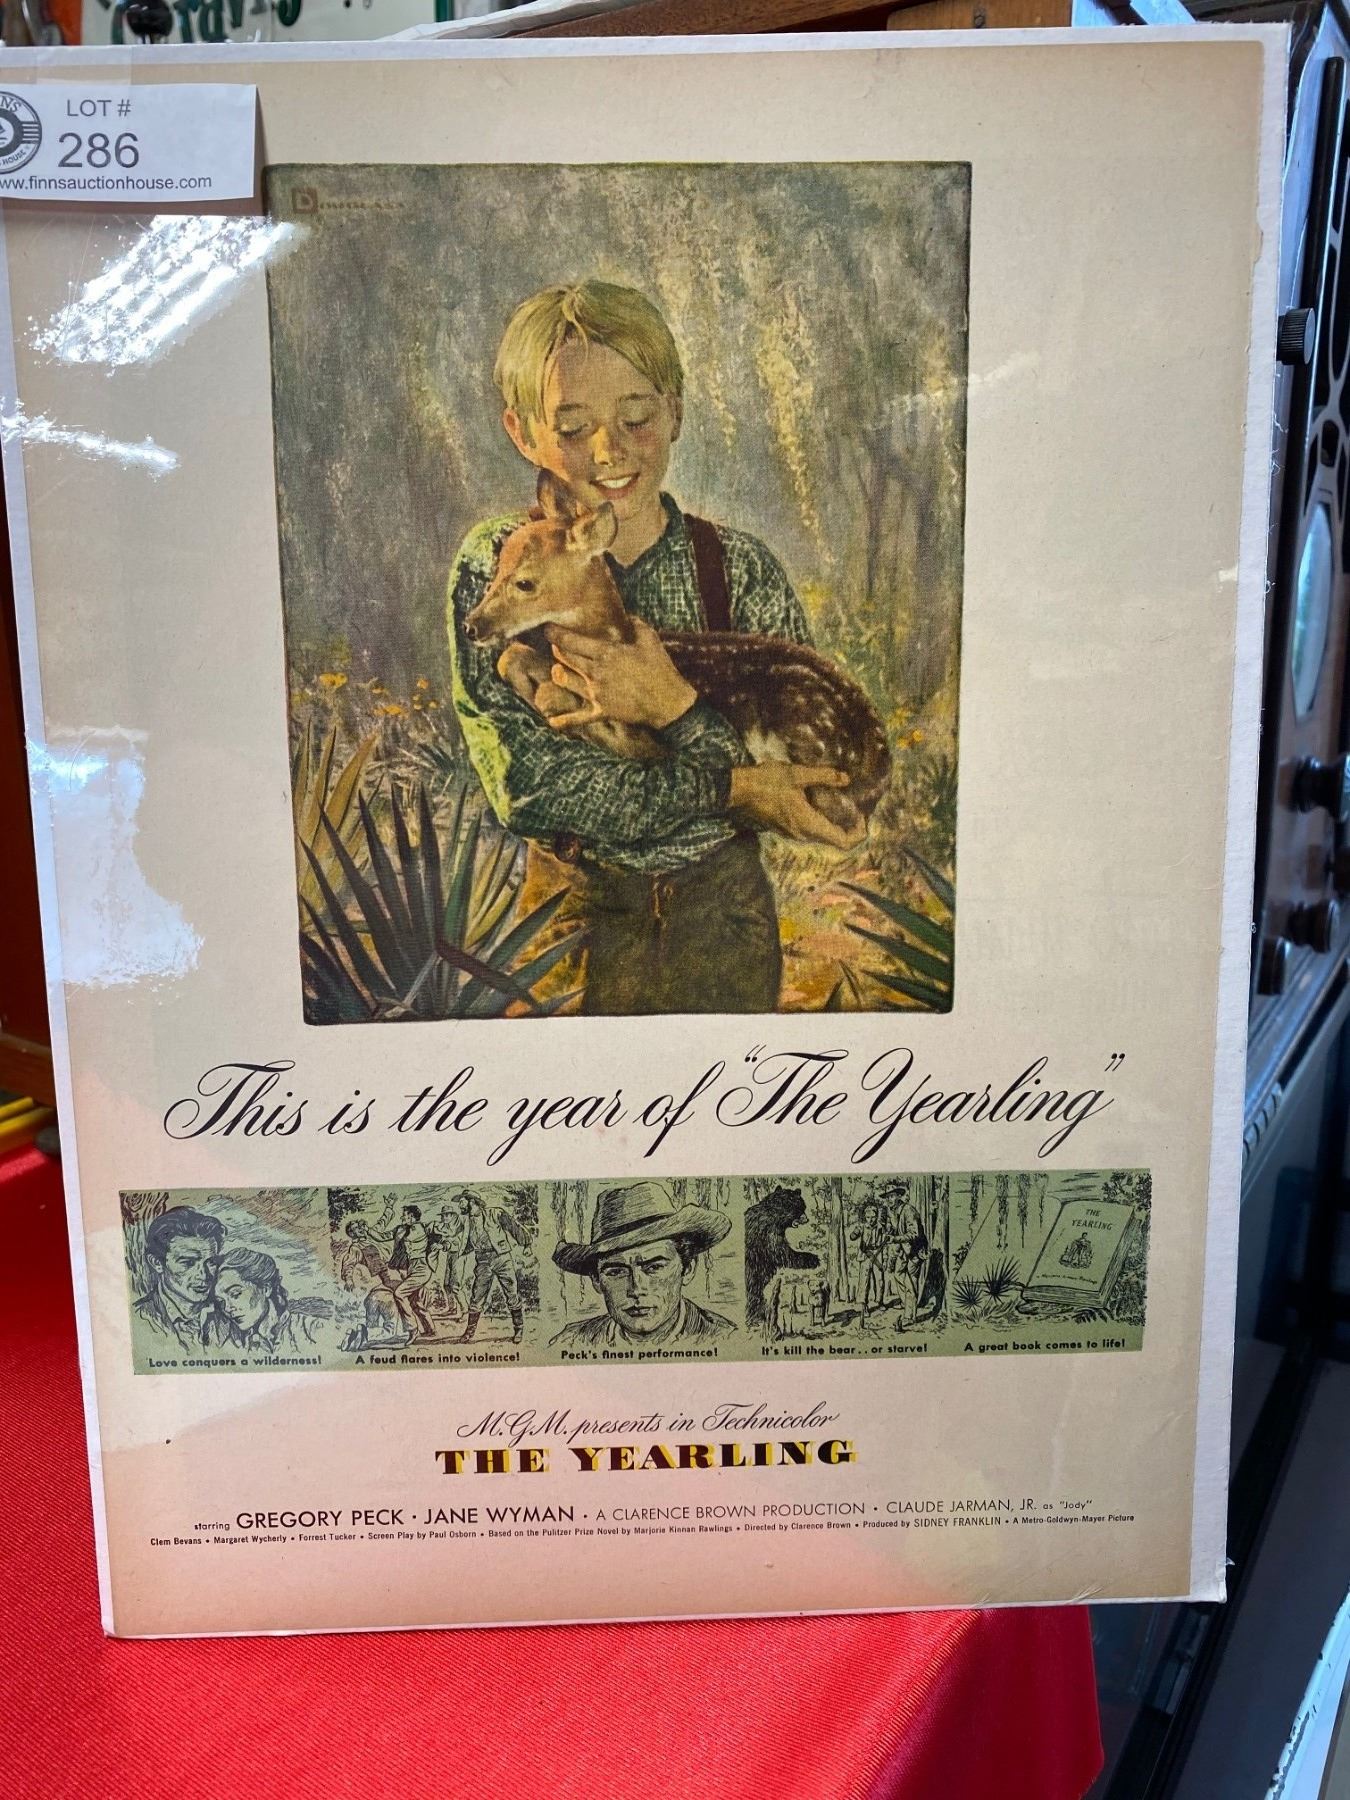 LOT #
286
www.finnsauctionhouse.com
This is the year of "The Yearling"
THE
YEARLING
Love conquers a wilderness!
A feud flares into violence!
Peck's finest performance!
It's kill the bear.. or starve!
A great book comes to life!
M.G.M. presents in Technicolor
THE YEARLING
starring GREGORY PECK • JANE WYMAN • A CLARENCE BROWN PRODUCTION • CLAUDE JARMAN, JR. as "Jody"
Clem Bevans • Margaret Wycherly • Forrest Tucker • Screen Play by Paul Osborn • Based on the Pulitzer Prize Novel by Marjorie Kinnan Rawlings • Directed by Clarence Brown • Produced by SIDNEY FRANKLIN • A Metro-Goldwyn-Mayer Picture